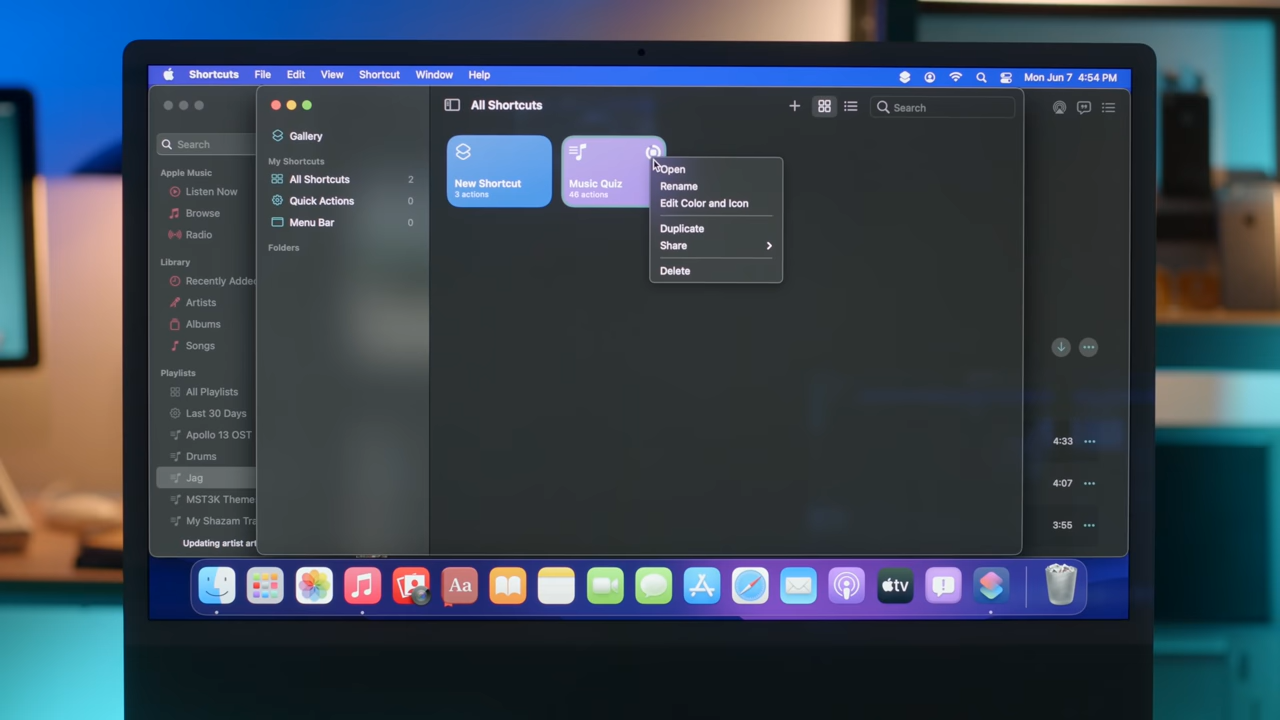 Shortcuts File Edit View Shortcut Window Help Mon Jun 7 4:54 PM
Search
Apple Music
Listen Now
Browse
Radio
Library
Recently Added
Artists
Albums
Songs
Playlists
All Playlists
Last 30 Days
Apollo 13 OST
Drums
Jag
MST3K Theme
My Shazam Tra
Updating artist art
Gallery
My Shortcuts
All Shortcuts 2
Quick Actions 0
Menu Bar 0
Folders
All Shortcuts
Search
New Shortcut
3 actions
Music Quiz
46 actions
Open
Rename
Edit Color and Icon
Duplicate
Share
Delete
4:33
4:07
3:55
Aa
tv